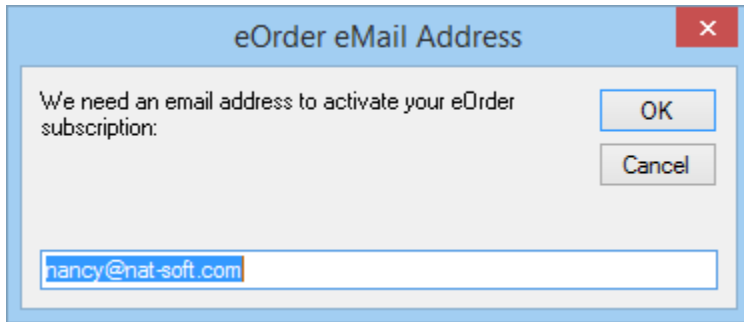 eOrder eMail Address
We need an email address to activate your eOrder
subscription:
OK
Cancel
nancy@nat-soft.com